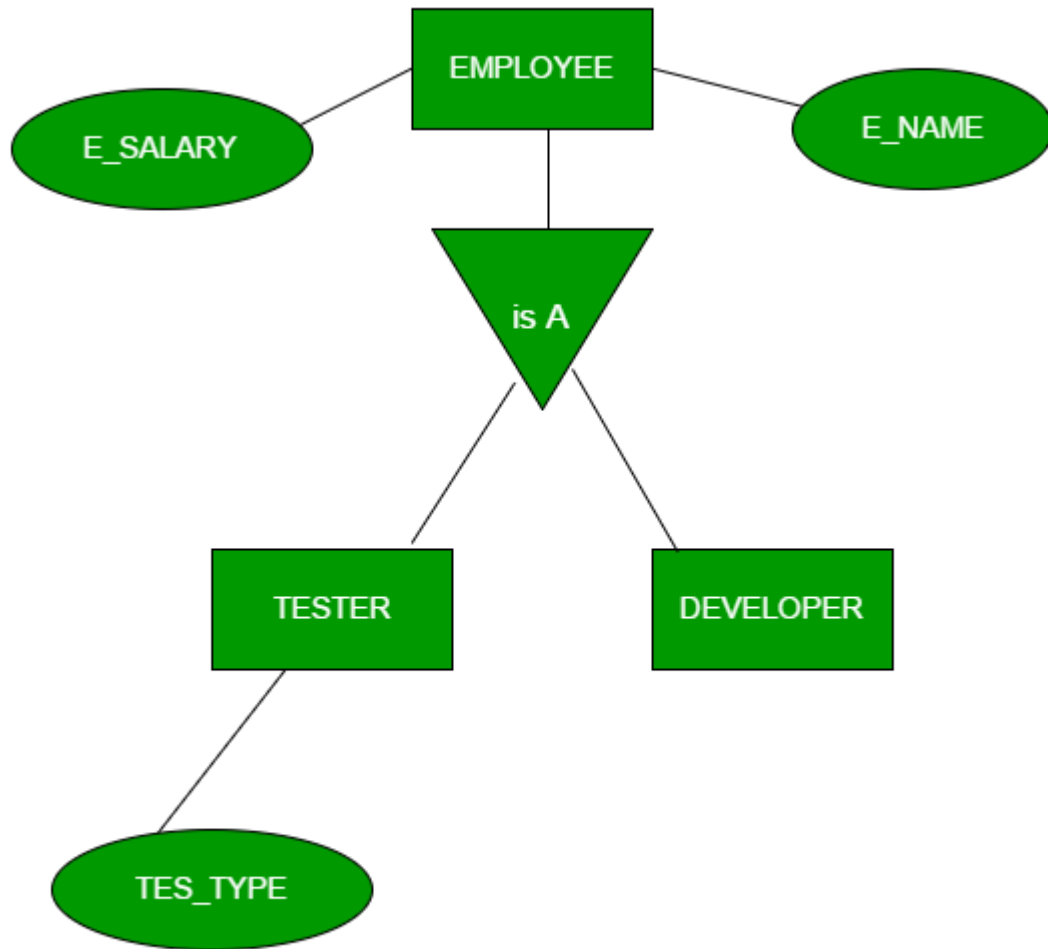 EMPLOYEE
E_SALARY
E_NAME
is A
TESTER
DEVELOPER
TES_TYPE